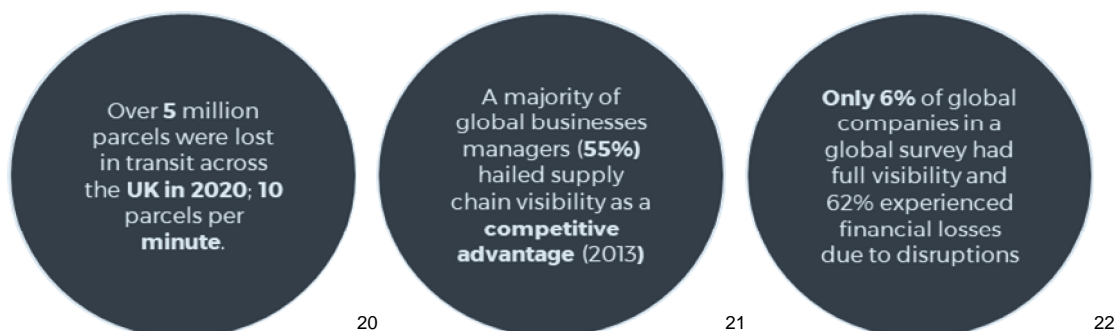 Over 5 million
parcels were lost
in transit across
the UK in 2020; 10
parcels per
minute.
20
A majority of
global businesses
managers (55%)
hailed supply
chain visibility as a
competitive
advantage (2013)
21
Only 6% of global
companies in a
global survey had
full visibility and
62% experienced
financial losses
due to disruptions
22